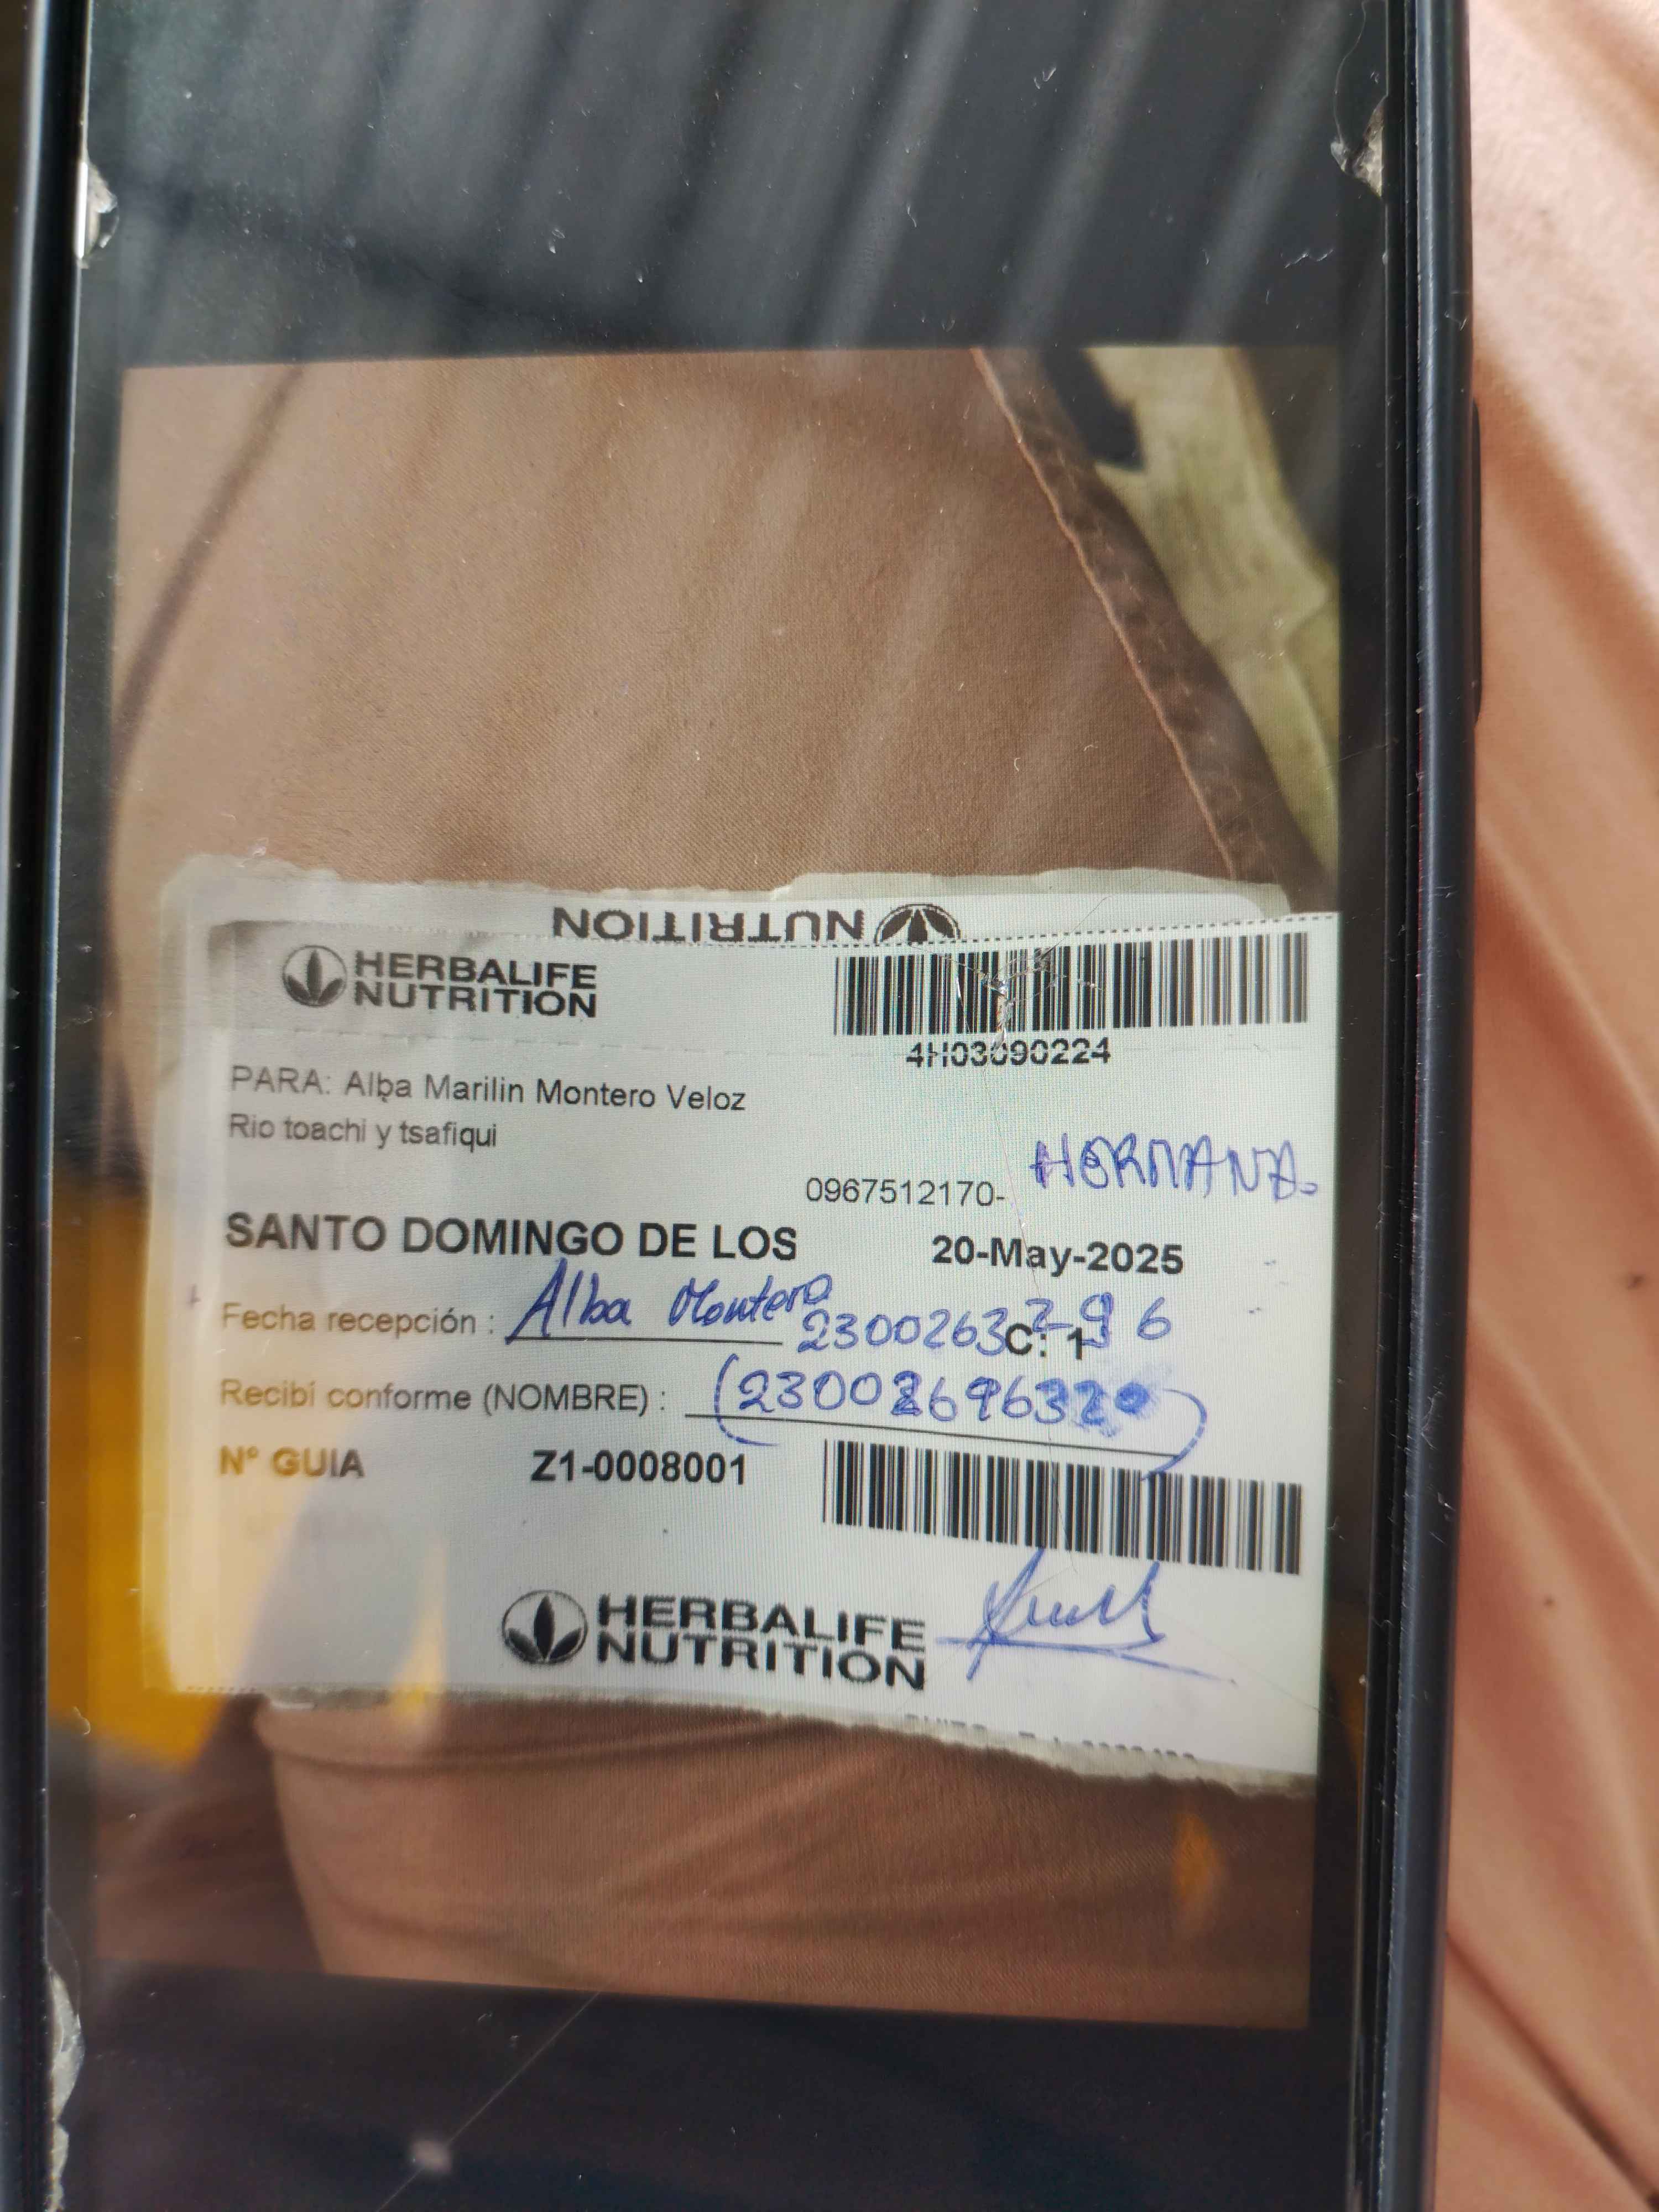 NUTRITION
HERBALIFE
NUTRITION
4H03090224
PARA: Alba Marilin Montero Veloz
Rio toachi y tsafiqui
0967512170-
HERMANA.
SANTO DOMINGO DE LOS
20-May-2025
Fecha recepción : Alba Montero
2300263296
C: 1
Recibí conforme (NOMBRE) :
Nº GUIA
Z1-0008001
HERBALIFE
NUTRITION